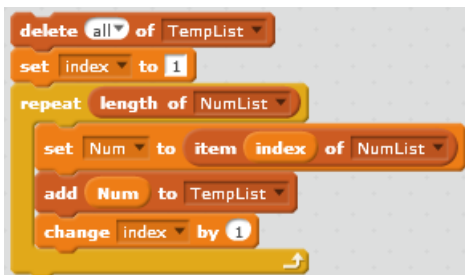 delete all of TempList
set index to 1
repeat length of NumList
set Num to item index of NumList
add Num to TempList
change index by 1